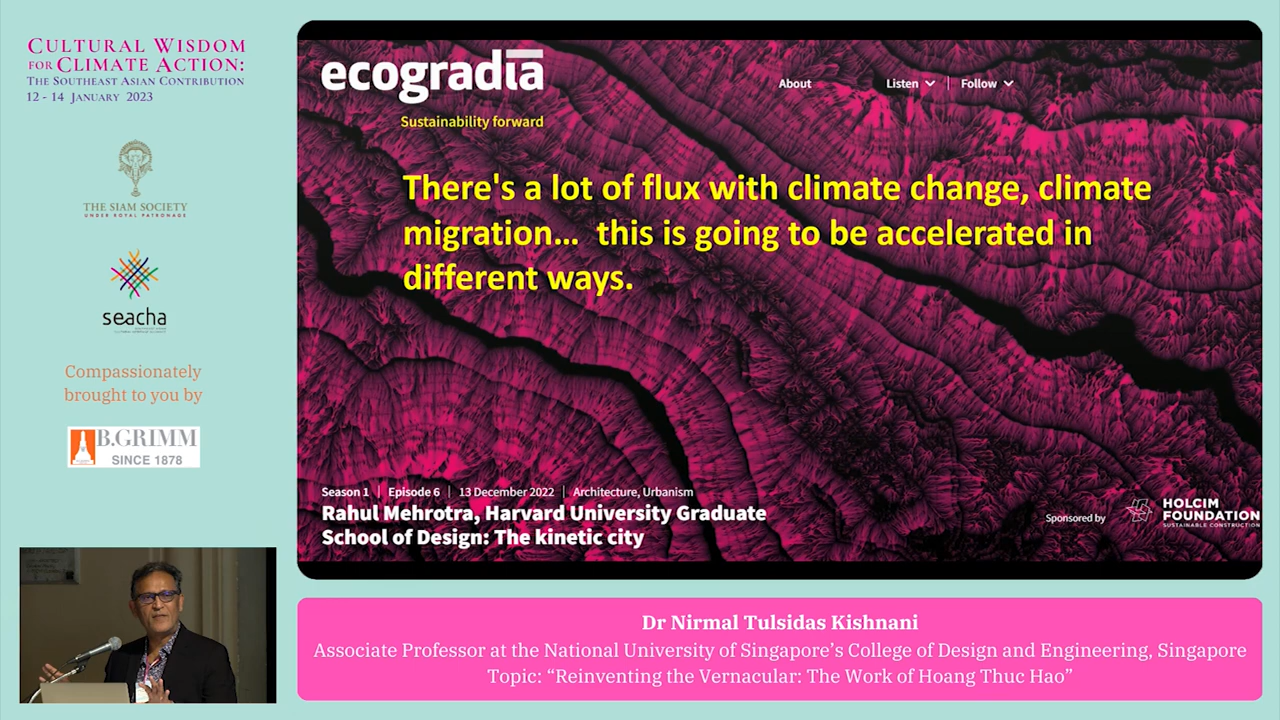 CULTURAL WISDOM
FOR CLIMATE ACTION:
THE SOUTHEAST ASIAN CONTRIBUTION
12 - 14 JANUARY 2023
THE SIAM SOCIETY
UNDER ROYAL PATRONAGE
seacha
Compassionately
brought to you by
B.GRIMM
SINCE 1878
ecogradia
Sustainability forward
About
Listen
Follow
There's a lot of flux with climate change, climate
migration... this is going to be accelerated in
different ways.
Season 1 | Episode 6 | 13 December 2022 | Architecture, Urbanism
Rahul Mehrotra, Harvard University Graduate
School of Design: The kinetic city
Sponsored by
HOLCIM
FOUNDATION
SUSTAINABLE CONSTRUCTION
Dr Nirmal Tulsidas Kishnani
Associate Professor at the National University of Singapore's College of Design and Engineering, Singapore
Topic: “Reinventing the Vernacular: The Work of Hoang Thuc Hao”